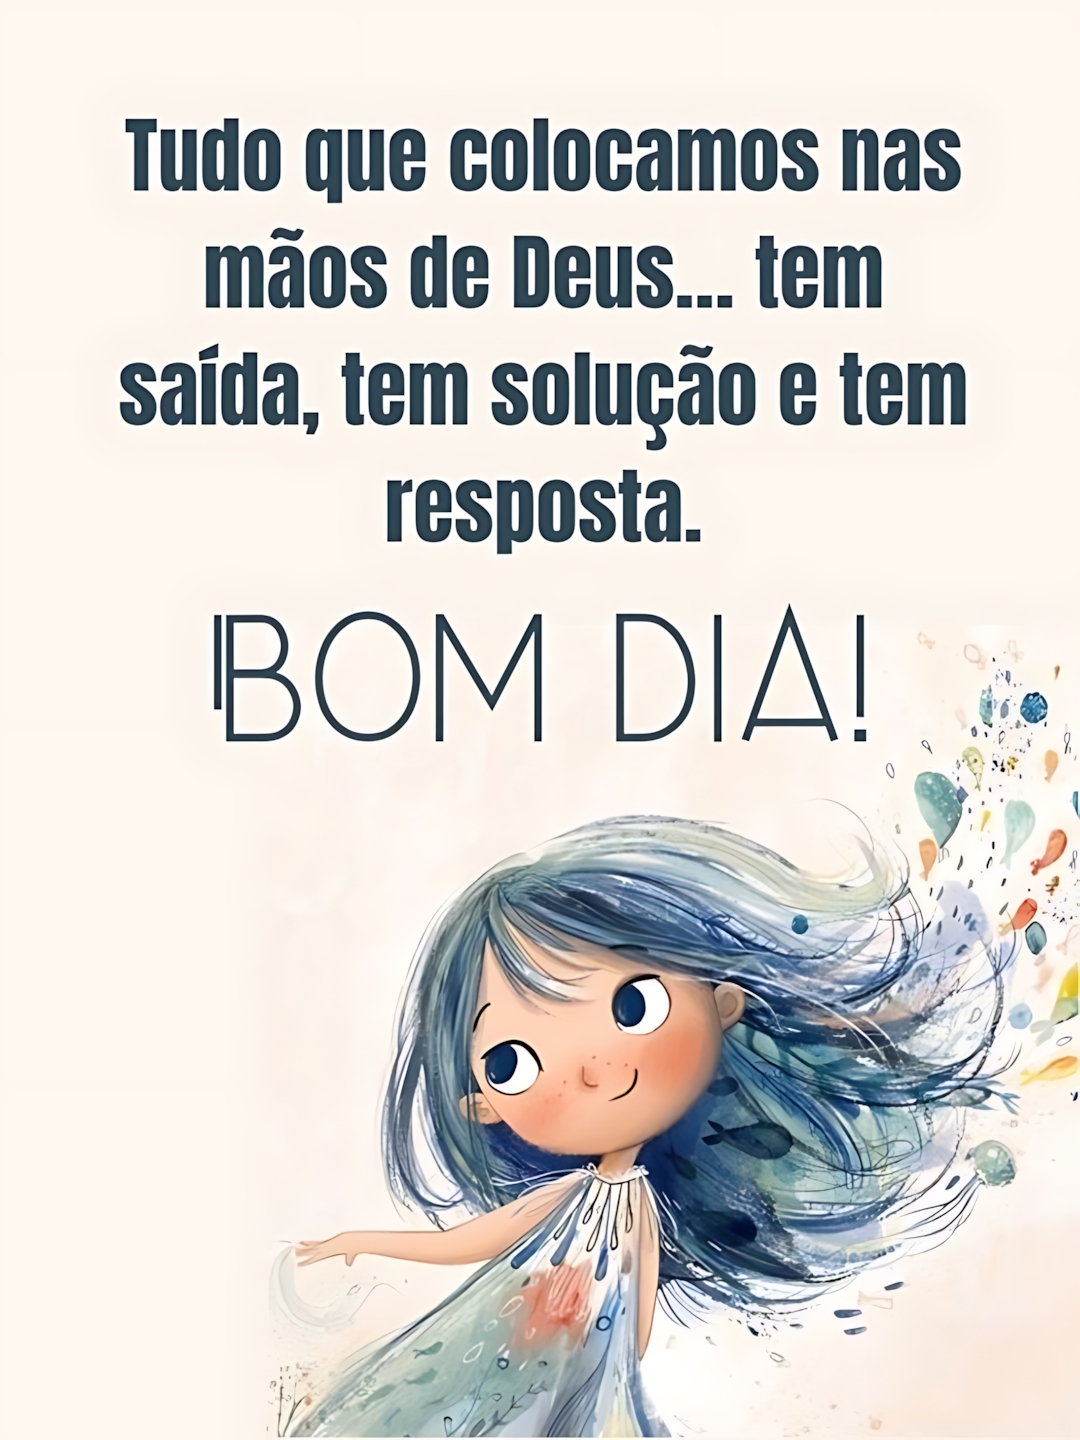 Tudo que colocamos nas
mãos de Deus... tem
saída, tem solução e tem
resposta.
BOM DIA!